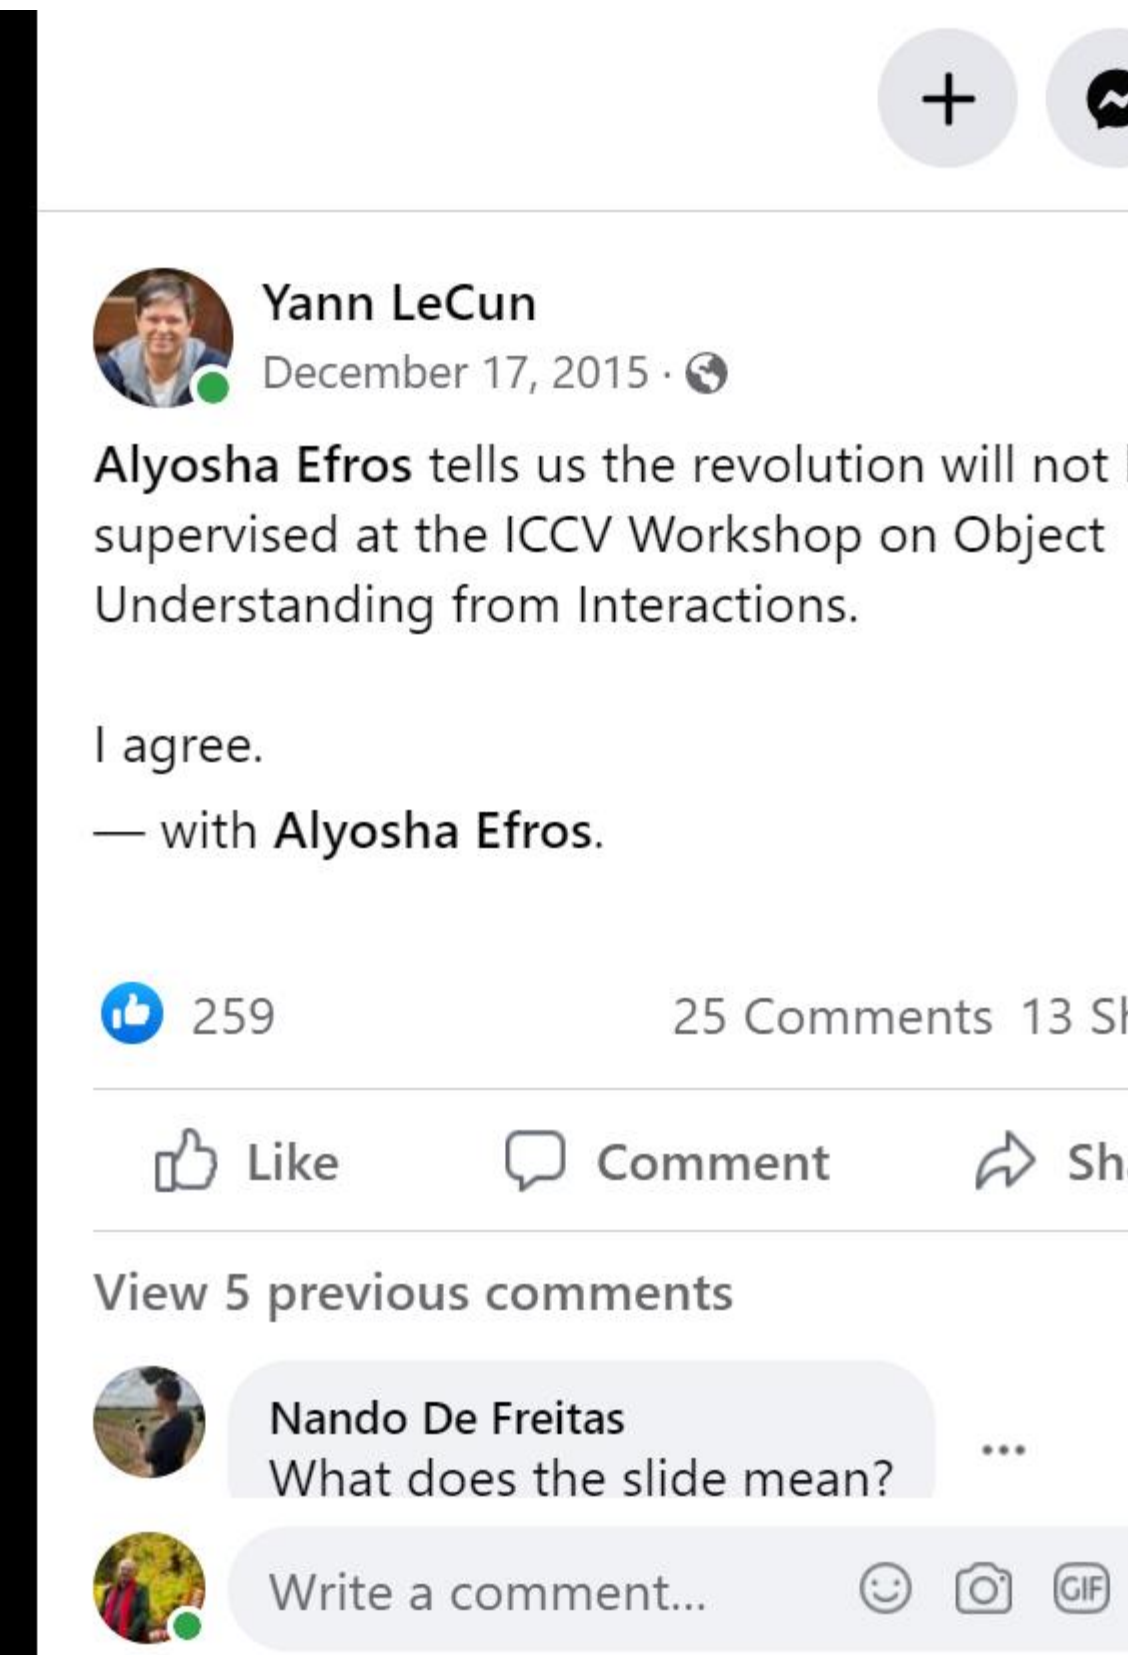 Yann LeCun
December 17, 2015 ·
Alyosha Efros tells us the revolution will not
supervised at the ICCV Workshop on Object
Understanding from Interactions.
I agree.
— with Alyosha Efros.
259 25 Comments 13 Sh
Like Comment Sha
View 5 previous comments
Nando De Freitas
What does the slide mean?
Write a comment... GIF